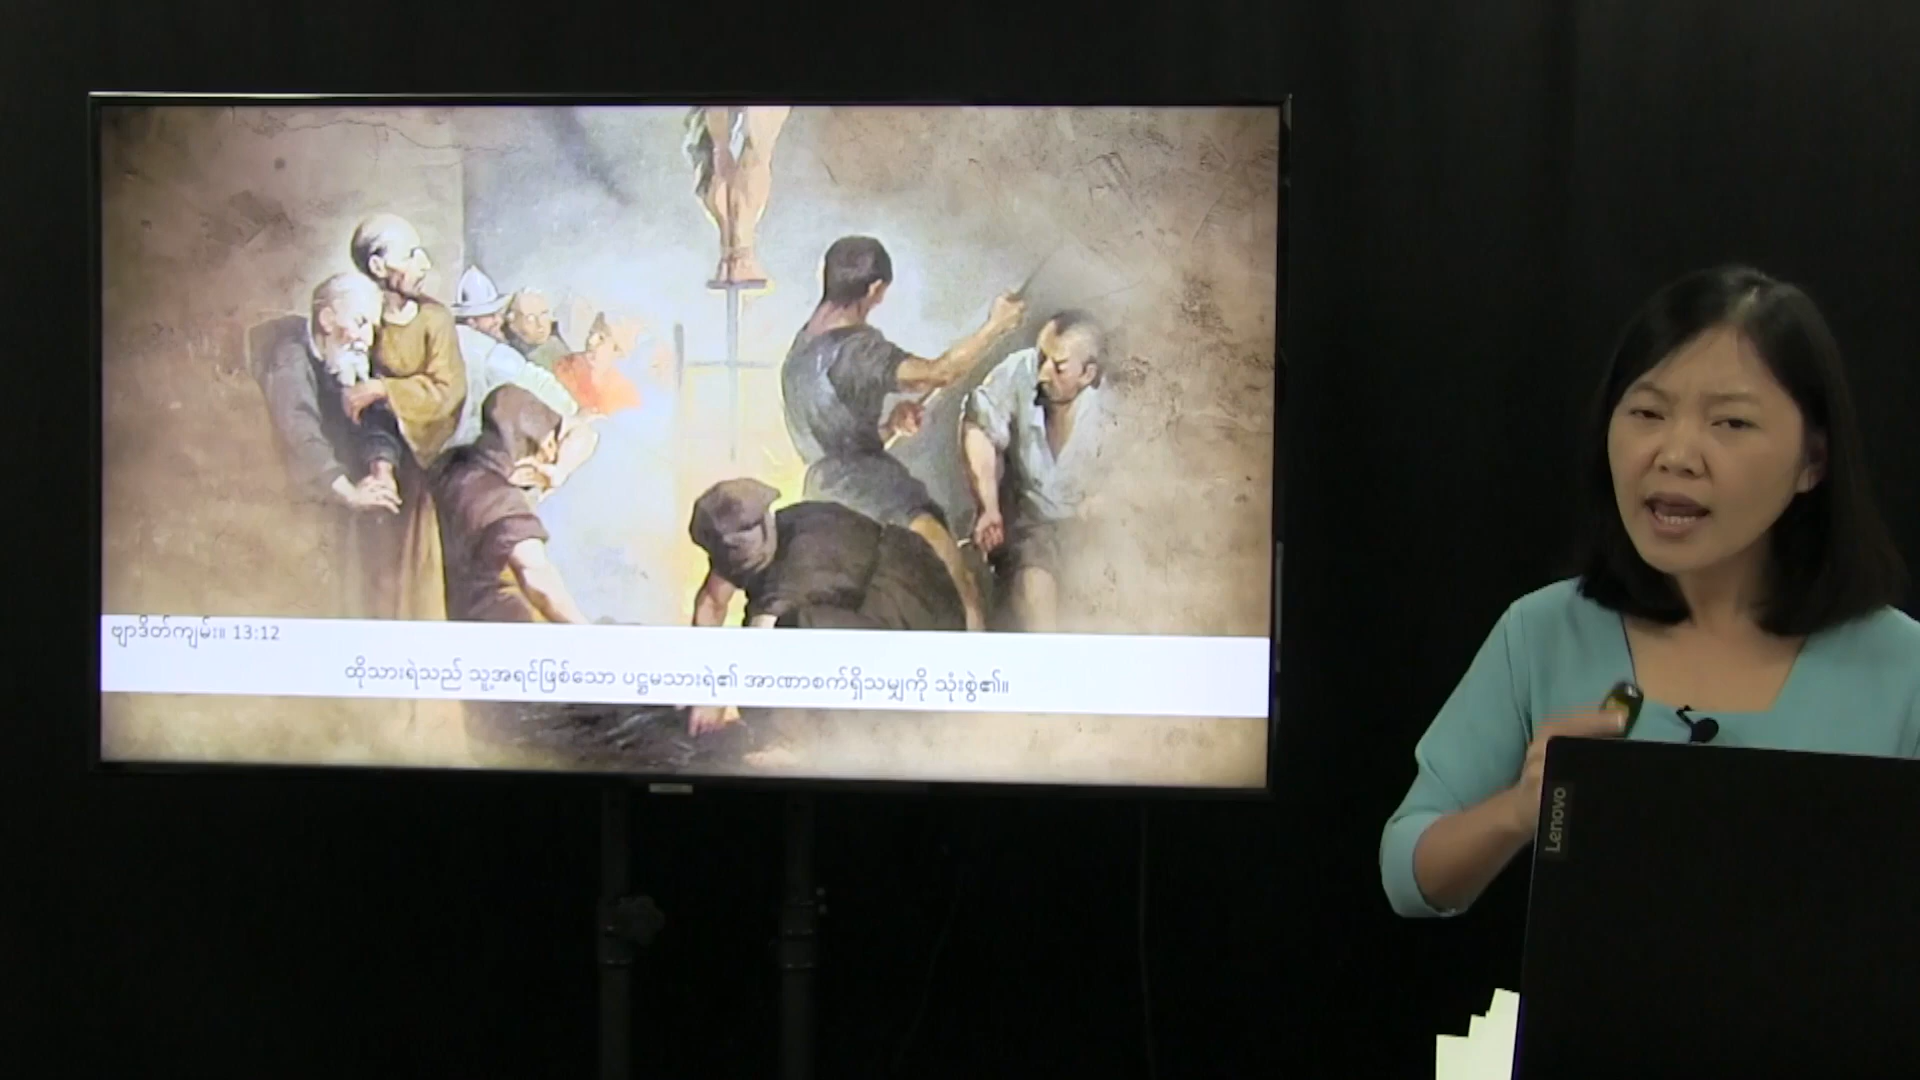 ဗျာဒိတ်ကျမ်း။ 13:12
ထိုသားရဲသည် သူ့အရင်ဖြစ်သော ပဌမသားရဲ၏ အာဏာစက်ရှိသမျှကို သုံးစွဲ၏။
Lenovo